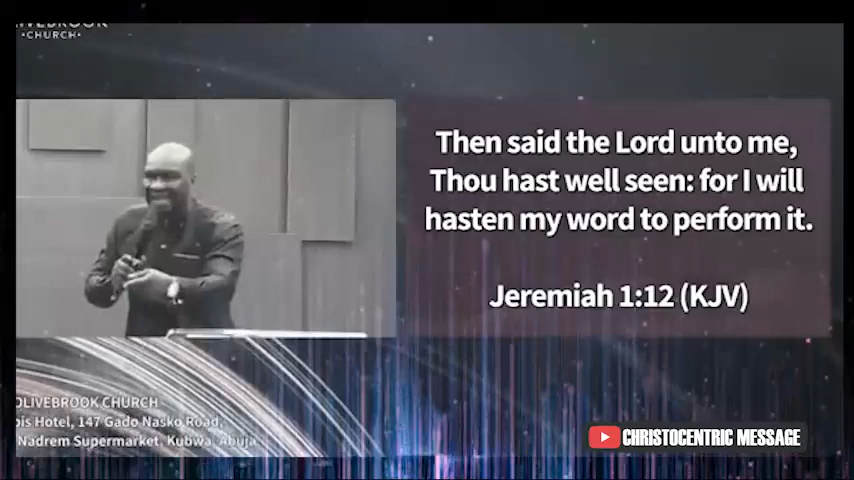 ·CHURCH·
Then said the Lord unto me,
Thou hast well seen: for I will
hasten my word to perform it.
Jeremiah 1:12 (KJV)
OLIVEBROOK CHURCH
Hotel, 147 Gado Nasko Road,
Nadrem Supermarket, Kubwa, Abuja
CHRISTOCENTRIC MESSAGE